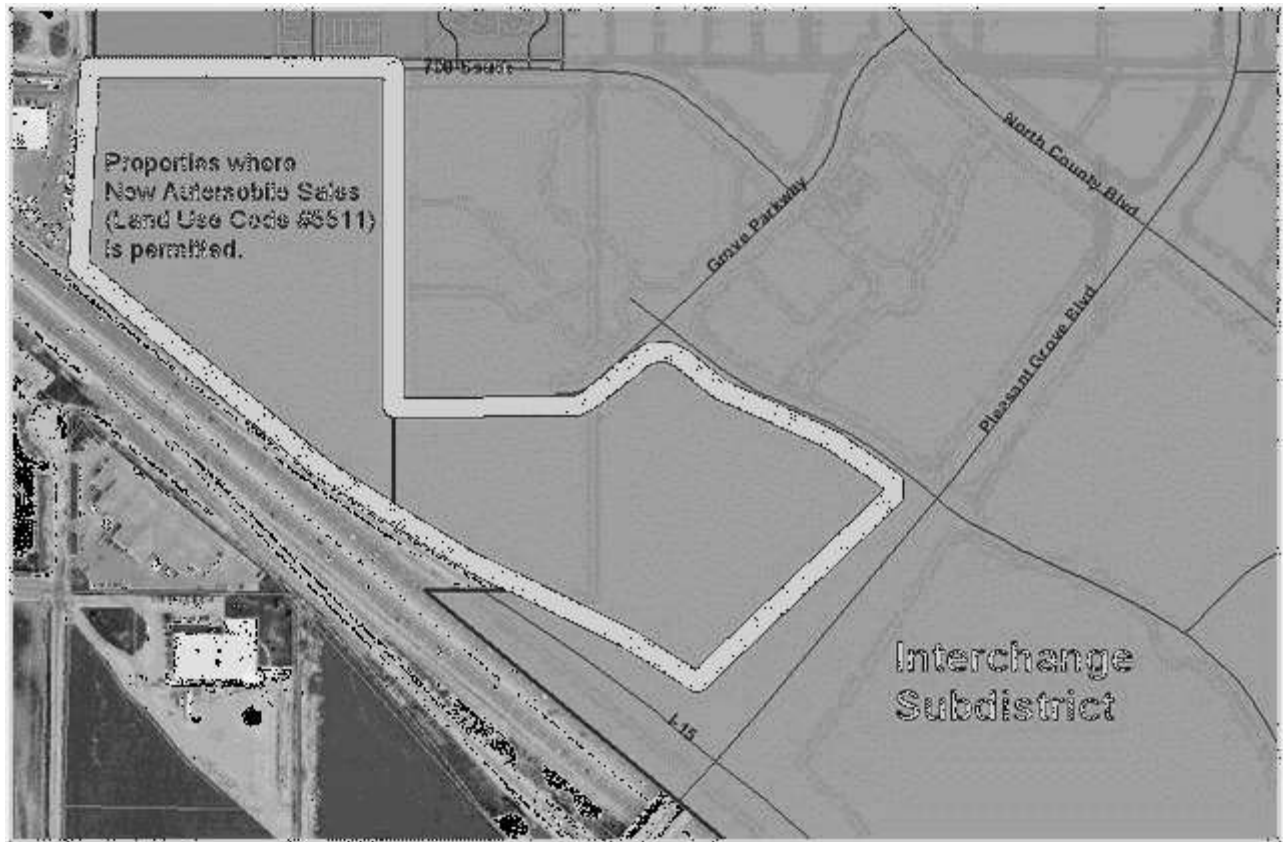 700 South
Properties where
New Automobile Sales
(Land Use Code #5511)
is permitted.
North County Blvd
Grove Parkway
Pleasant Grove Blvd
Interchange
Subdistrict
I-15